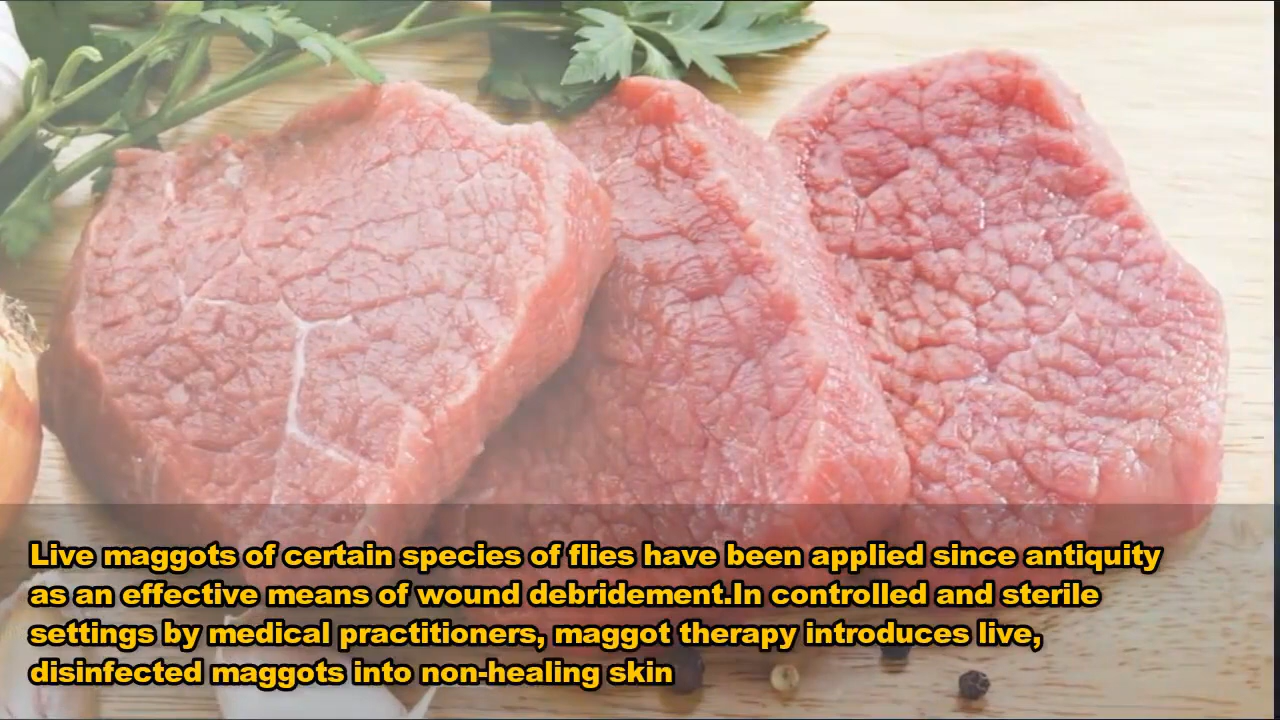 Live maggots of certain species of flies have been applied since antiquity
as an effective means of wound debridement.In controlled and sterile
settings by medical practitioners, maggot therapy introduces live,
disinfected maggots into non-healing skin